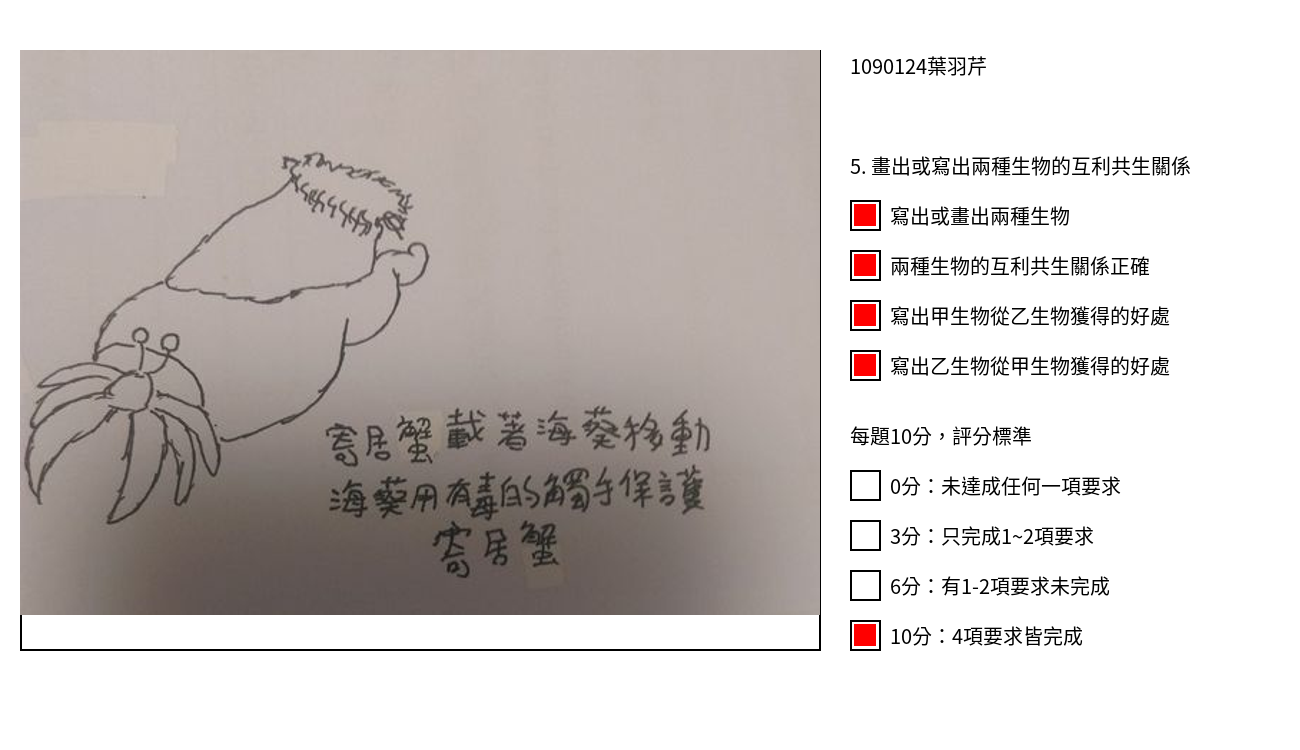 寄居蟹載著海葵移動
海葵用有毒的觸手保護
寄居蟹
1090124葉羽芹
5. 畫出或寫出兩種生物的互利共生關係
寫出或畫出兩種生物
兩種生物的互利共生關係正確
寫出甲生物從乙生物獲得的好處
寫出乙生物從甲生物獲得的好處
每題10分，評分標準
0分：未達成任何一項要求
3分：只完成1~2項要求
6分：有1-2項要求未完成
10分：4項要求皆完成